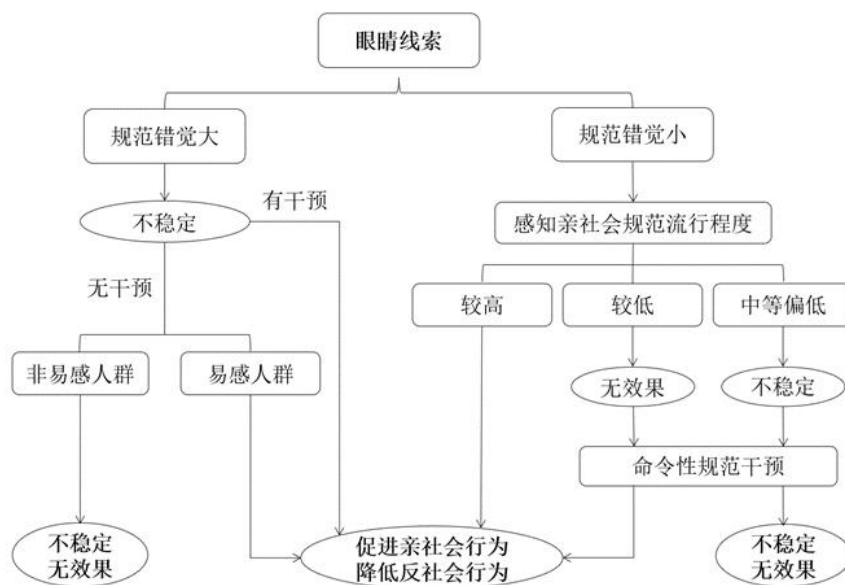 眼睛线索
规范错觉大
规范错觉小
有干预
不稳定
感知亲社会规范流行程度
无干预
较高
较低
中等偏低
非易感人群
易感人群
无效果
不稳定
命令性规范干预
不稳定
无效果
促进亲社会行为
降低反社会行为
不稳定
无效果